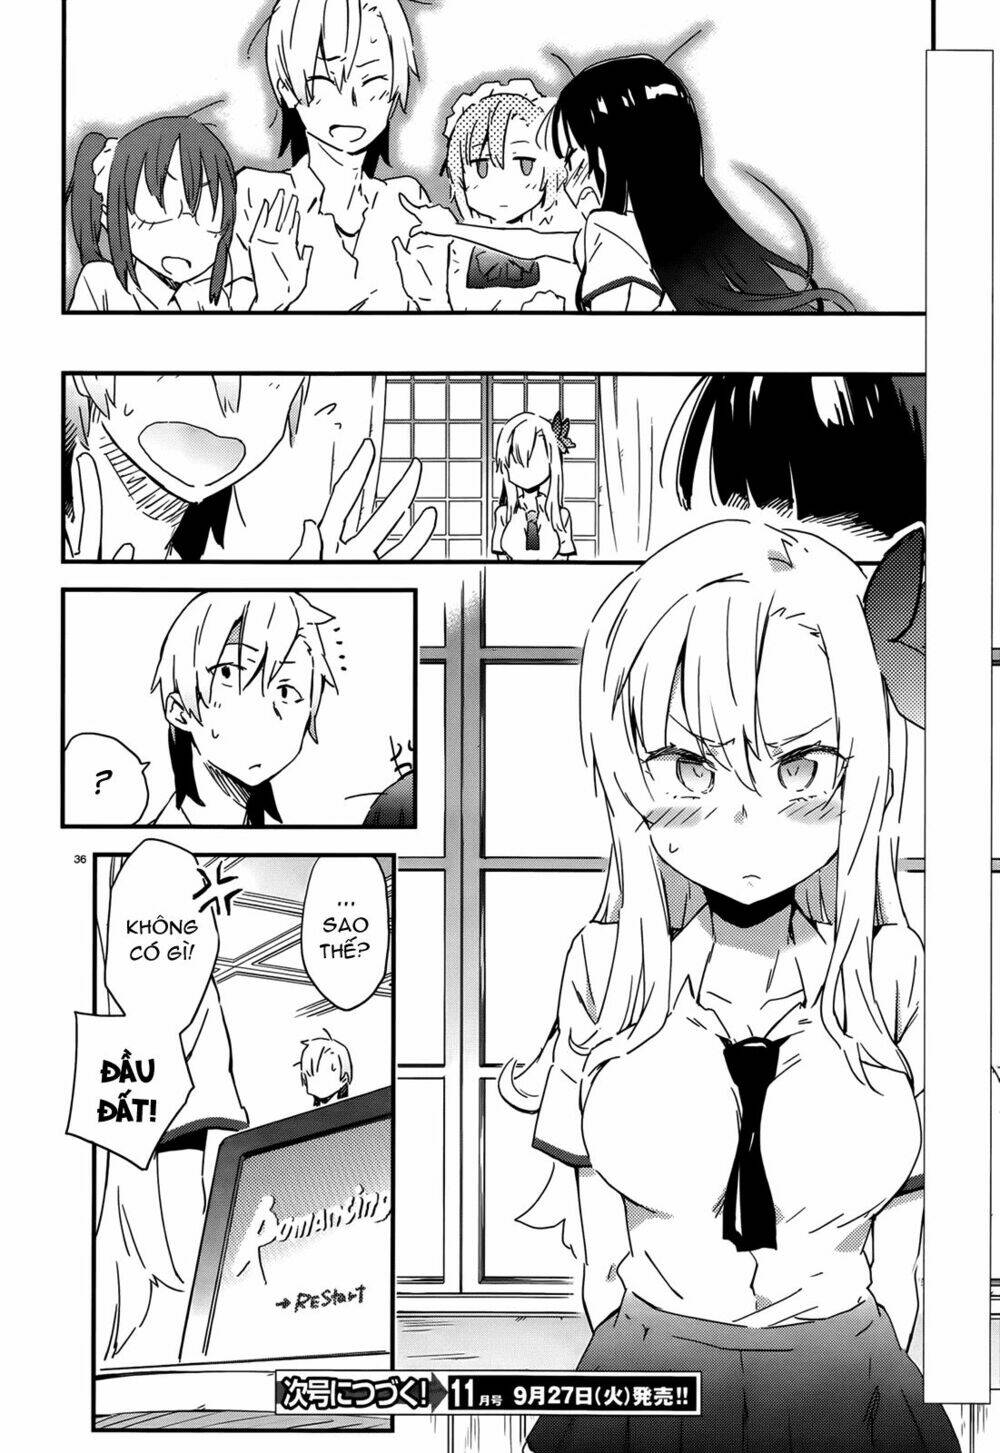 ?
36
...
SAO
THẾ?
KHÔNG
CÓ GÌ!
ĐẦU
ĐẤT!
Romancing
→ReStart
次号につづく! 11月号 9月27日(火)発売!!